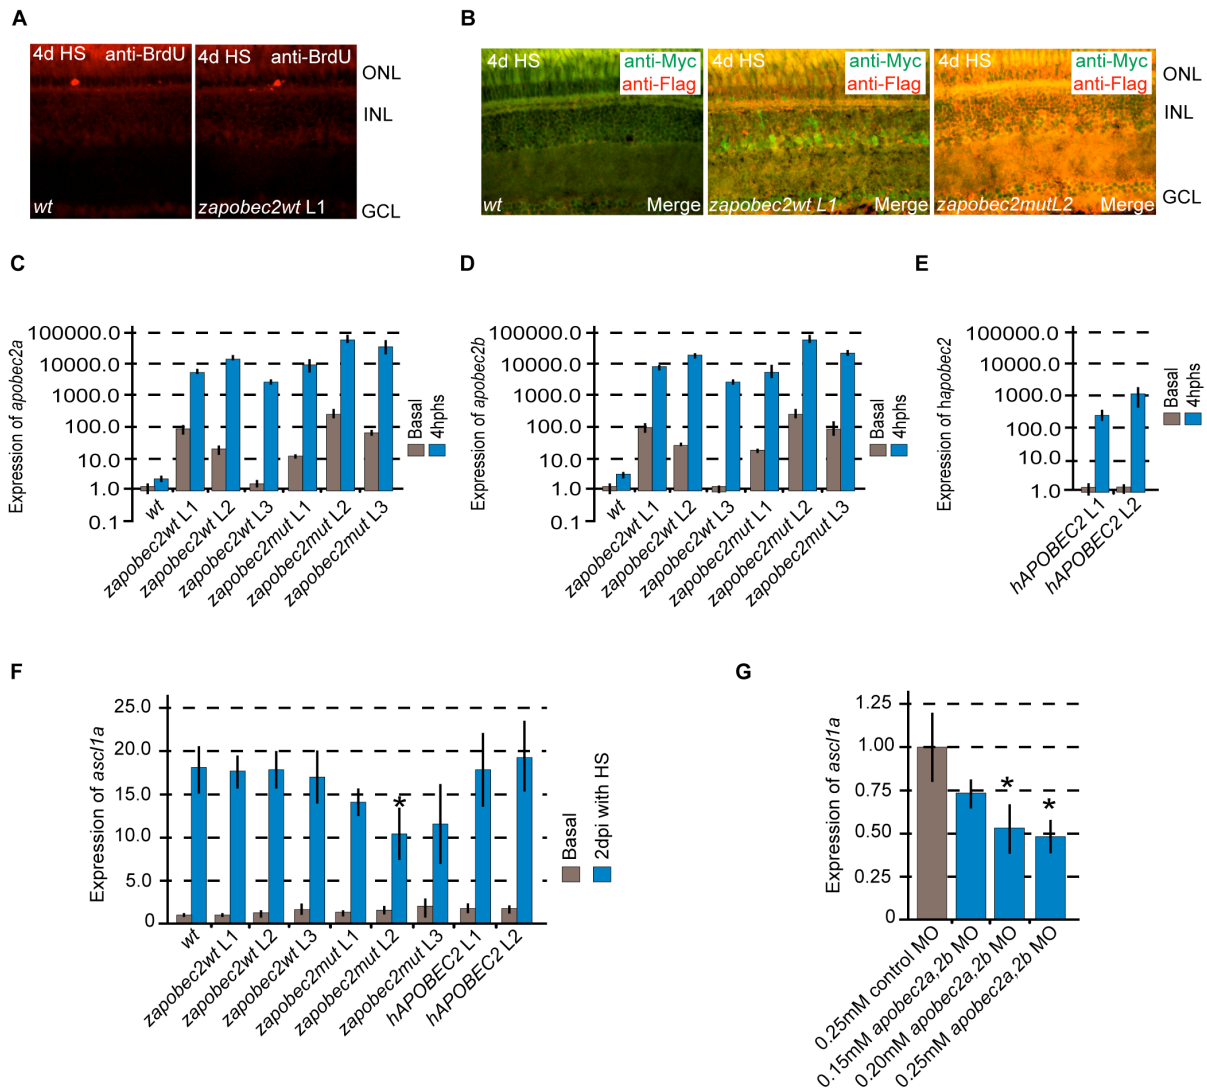 A
4d HS
anti-BrdU
wt
4d HS
anti-BrdU
zapobec2wt L1
ONL
INL
GCL
B
4d HS
anti-Myc
anti-Flag
wt
Merge
4d HS
anti-Myc
anti-Flag
zapobec2wt L1
Merge
4d HS
anti-Myc
anti-Flag
zapobec2mutL2
Merge
ONL
INL
GCL
C
Expression of apobec2a
100000.0
10000.0
1000.0
100.0
10.0
1.0
0.1
wt
zapobec2wt L1
zapobec2wt L2
zapobec2wt L3
zapobec2mut L1
zapobec2mut L2
zapobec2mut L3
Basal
4hphs
D
Expression of apobec2b
100000.0
10000.0
1000.0
100.0
10.0
1.0
0.1
wt
zapobec2wt L1
zapobec2wt L2
zapobec2wt L3
zapobec2mut L1
zapobec2mut L2
zapobec2mut L3
Basal
4hphs
E
Expression of hapobec2
100000.0
10000.0
1000.0
100.0
10.0
1.0
hAPOBEC2 L1
hAPOBEC2 L2
Basal
4hphs
F
Expression of ascl1a
25.0
20.0
15.0
10.0
5.0
0
*
wt
zapobec2wt L1
zapobec2wt L2
zapobec2wt L3
zapobec2mut L1
zapobec2mut L2
zapobec2mut L3
hAPOBEC2 L1
hAPOBEC2 L2
Basal
2dpi with HS
G
Expression of ascl1a
1.25
1.00
0.75
0.50
0.25
0
*
*
0.25mM control MO
0.15mM apobec2a,2b MO
0.20mM apobec2a,2b MO
0.25mM apobec2a,2b MO